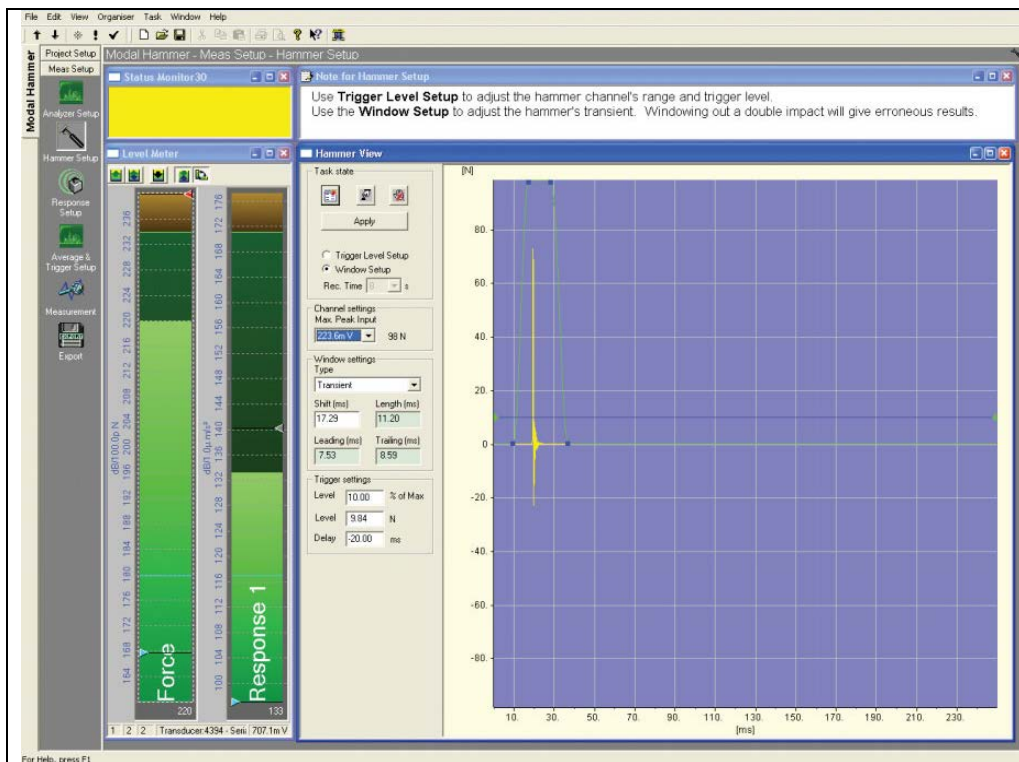 File Edit View Organiser Task Window Help
Modal Hammer
Project Setup
Meas Setup
Analyzer Setup
Hammer Setup
Response
Setup
Average &
Trigger Setup
Measurement
Export
Modal Hammer - Meas Setup - Hammer Setup
Status Monitor30
Note for Hammer Setup
Use Trigger Level Setup to adjust the hammer channel's range and trigger level.
Use the Window Setup to adjust the hammer's transient. Windowing out a double impact will give erroneous results.
Level Meter
236
232
228
224
220
216
212
208
204
200
196
192
188
184
180
176
172
168
164
dB/100.0p N
Force
220
176
172
168
164
160
156
152
148
144
140
136
132
128
124
120
116
112
108
104
100
dB/1.0µ m/s²
Response 1
133
1 2 2 Transducer:4394 - Seri 707.1m V
Hammer View
Task state
Apply
Trigger Level Setup
Window Setup
Rec. Time 8 s
Channel settings
Max. Peak Input
223.6m V 98 N
Window settings
Type
Transient
Shift (ms) Length (ms)
17.29 11.20
Leading (ms) Trailing (ms)
7.53 8.59
Trigger settings
Level 10.00 % of Max
Level 9.84 N
Delay -20.00 ms
[N]
80.
60.
40.
20.
0.
-20.
-40.
-60.
-80.
10. 30. 50. 70. 90. 110. 130. 150. 170. 190. 210. 230.
[ms]
For Help, press F1